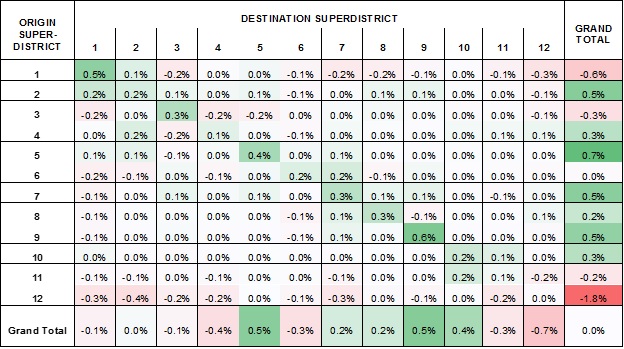 ORIGIN SUPER-DISTRICT DESTINATION SUPERDISTRICT GRAND TOTAL
1 2 3 4 5 6 7 8 9 10 11 12
1 0.5% 0.1% -0.2% 0.0% 0.0% -0.1% -0.2% -0.2% -0.1% 0.0% -0.1% -0.3% -0.6%
2 0.2% 0.2% 0.1% 0.0% 0.1% -0.1% 0.0% 0.1% 0.1% 0.0% 0.0% -0.1% 0.5%
3 -0.2% 0.0% 0.3% -0.2% -0.2% 0.0% 0.0% 0.0% 0.0% 0.0% 0.0% -0.1% -0.3%
4 0.0% 0.2% -0.2% 0.1% 0.0% -0.1% 0.0% 0.0% 0.0% -0.1% 0.1% 0.1% 0.3%
5 0.1% 0.1% -0.1% 0.0% 0.4% 0.0% 0.1% 0.0% 0.0% 0.0% 0.0% 0.0% 0.7%
6 -0.2% -0.1% 0.0% -0.1% 0.0% 0.2% 0.2% 0.0% 0.0% 0.0% 0.0% 0.0% 0.0%
7 -0.1% 0.0% 0.1% 0.0% 0.1% 0.0% 0.3% 0.1% 0.1% 0.0% -0.1% 0.0% 0.5%
8 -0.1% 0.0% 0.0% 0.0% 0.0% -0.1% 0.1% 0.3% -0.1% 0.0% 0.0% 0.1% 0.2%
9 -0.1% 0.0% 0.0% 0.0% 0.0% 0.0% 0.1% 0.0% 0.6% 0.0% 0.0% 0.0% 0.5%
10 0.0% 0.0% 0.0% 0.0% 0.0% 0.0% 0.0% 0.0% 0.0% 0.2% 0.1% 0.0% 0.3%
11 -0.1% -0.1% 0.0% -0.1% 0.0% 0.0% -0.1% 0.0% 0.0% 0.2% 0.1% -0.2% -0.2%
12 -0.3% -0.4% -0.2% -0.2% 0.0% -0.1% -0.3% 0.0% -0.1% 0.0% -0.2% 0.0% -1.8%
Grand Total -0.1% 0.0% -0.1% -0.4% 0.5% -0.3% 0.2% 0.2% 0.5% 0.4% -0.3% -0.7% 0.0%